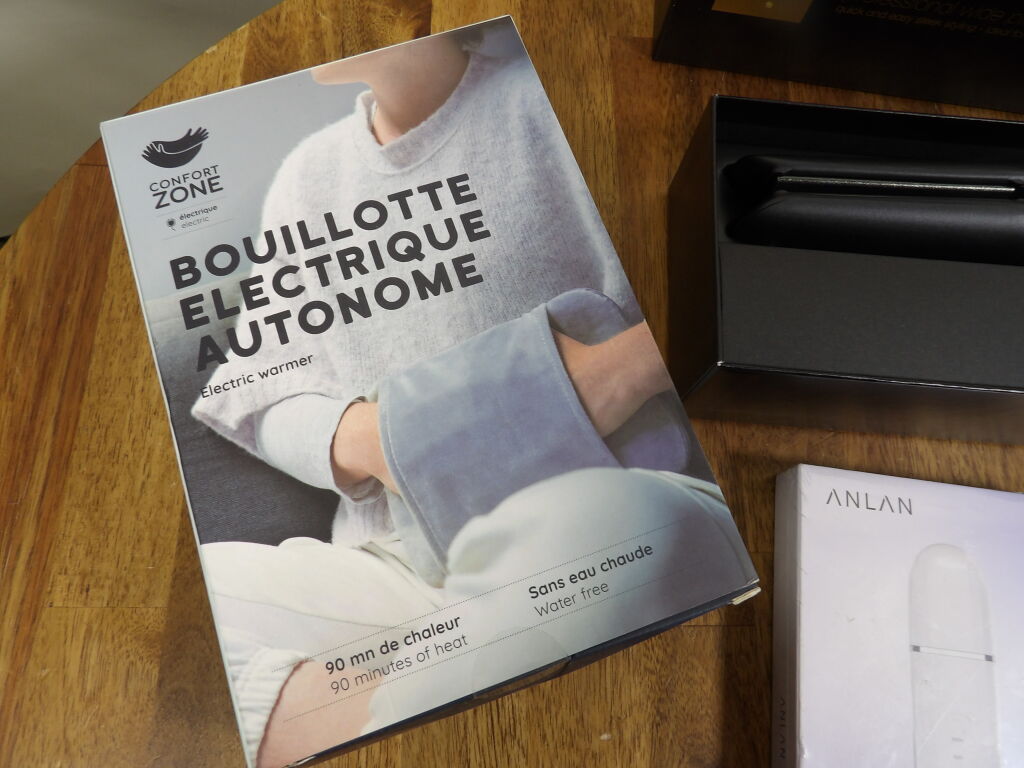 CONFORT
ZONE
électrique
electric
BOUILLOTTE
ELECTRIQUE
AUTONOME
Electric warmer
90 mn de chaleur
90 minutes of heat
Sans eau chaude
Water free
ANLAN
ANLAN